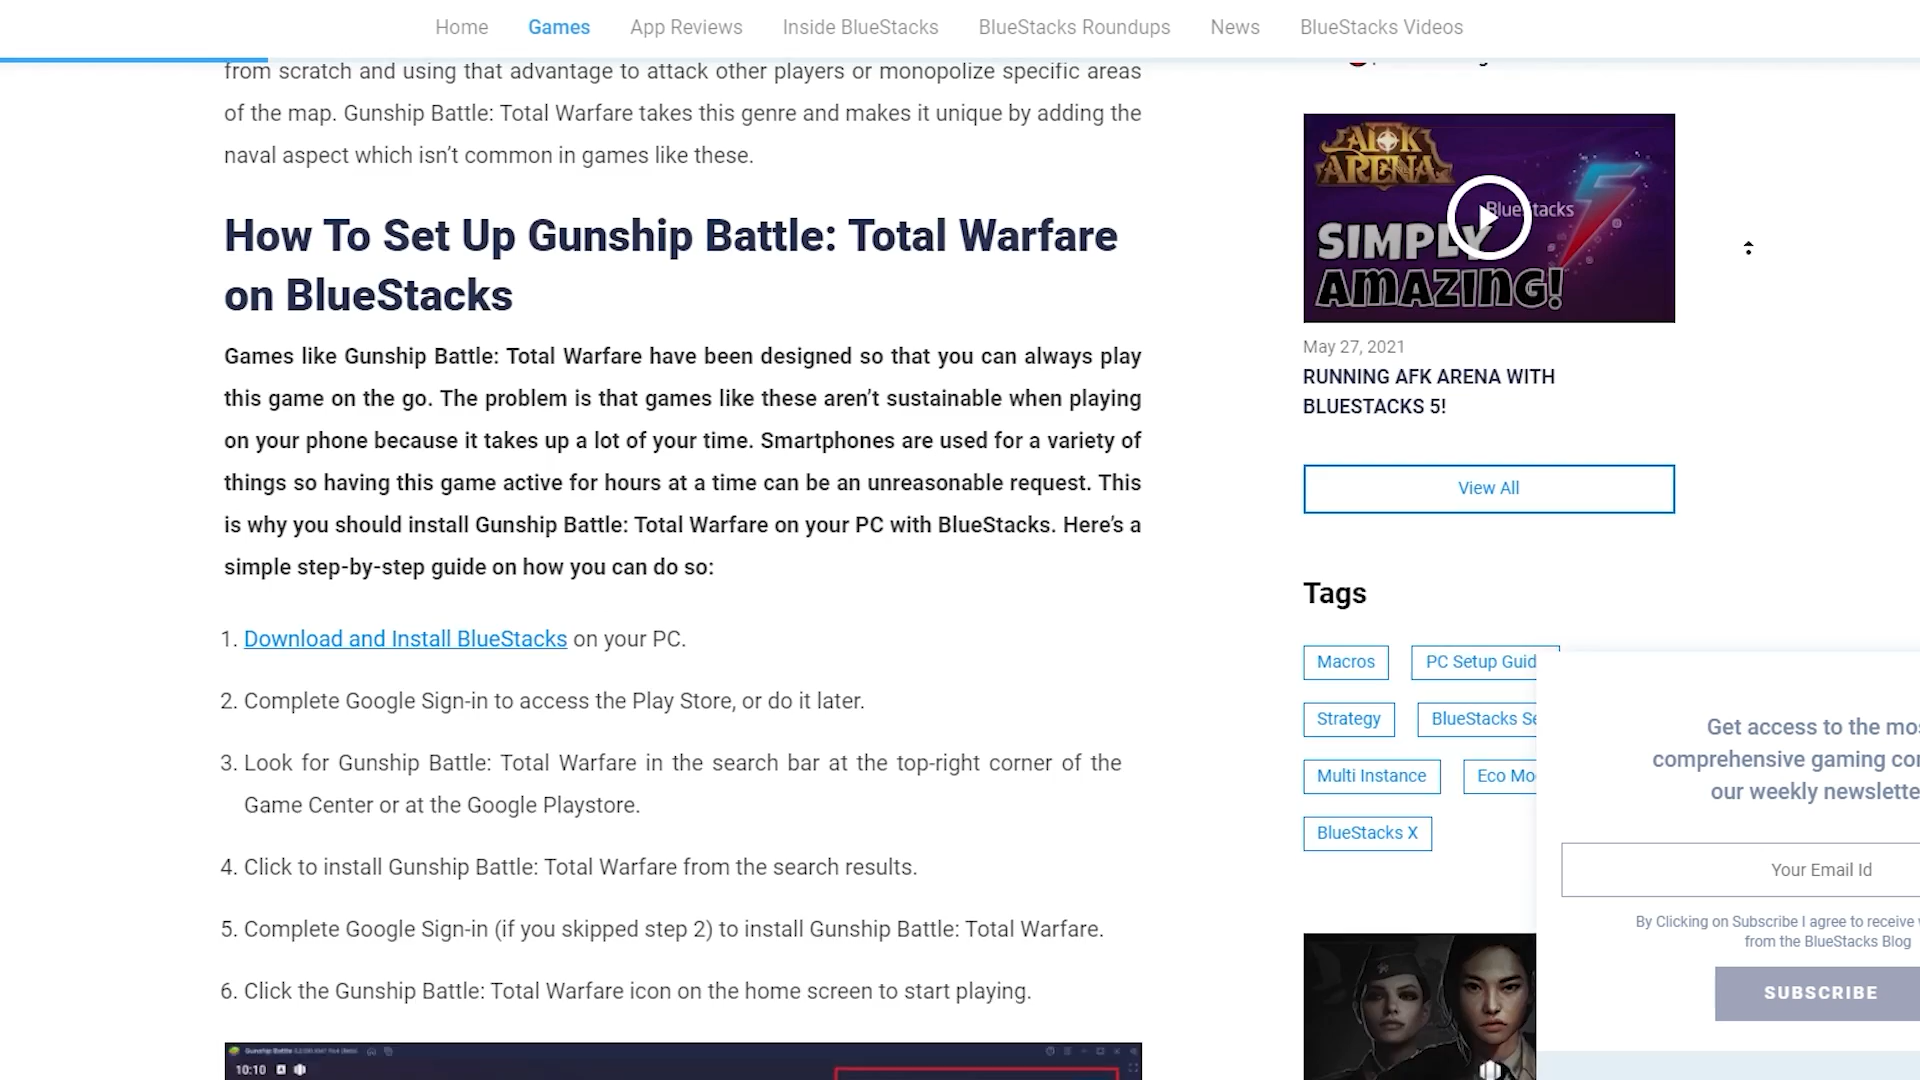 Home Games App Reviews Inside BlueStacks BlueStacks Roundups News BlueStacks Videos
from scratch and using that advantage to attack other players or monopolize specific areas
of the map. Gunship Battle: Total Warfare takes this genre and makes it unique by adding the
naval aspect which isn’t common in games like these.
How To Set Up Gunship Battle: Total Warfare
on BlueStacks
Games like Gunship Battle: Total Warfare have been designed so that you can always play
this game on the go. The problem is that games like these aren’t sustainable when playing
on your phone because it takes up a lot of your time. Smartphones are used for a variety of
things so having this game active for hours at a time can be an unreasonable request. This
is why you should install Gunship Battle: Total Warfare on your PC with BlueStacks. Here’s a
simple step-by-step guide on how you can do so:
1. Download and Install BlueStacks on your PC.
2. Complete Google Sign-in to access the Play Store, or do it later.
3. Look for Gunship Battle: Total Warfare in the search bar at the top-right corner of the
Game Center or at the Google Playstore.
4. Click to install Gunship Battle: Total Warfare from the search results.
5. Complete Google Sign-in (if you skipped step 2) to install Gunship Battle: Total Warfare.
6. Click the Gunship Battle: Total Warfare icon on the home screen to start playing.
Gunship Battle
10:10
AFK
ARENA
BlueStacks
SIMPLY
AMAZING!
May 27, 2021
RUNNING AFK ARENA WITH
BLUESTACKS 5!
View All
Tags
Macros PC Setup Guid
Strategy BlueStacks Se
Multi Instance Eco Mo
BlueStacks X
Get access to the mos
comprehensive gaming con
our weekly newslette
Your Email Id
By Clicking on Subscribe I agree to receive
from the BlueStacks Blog
SUBSCRIBE